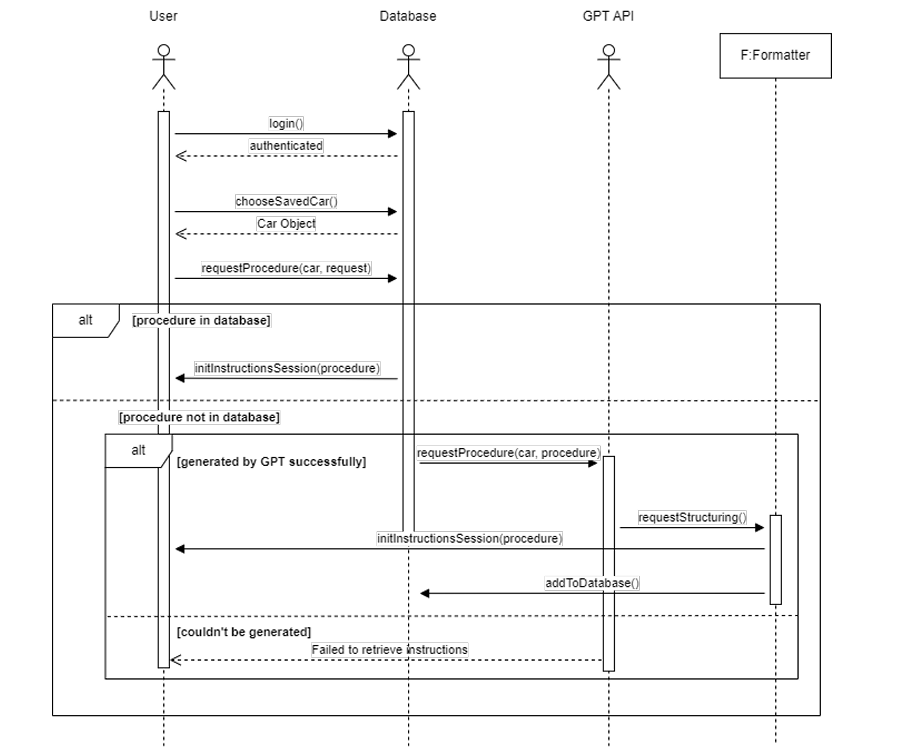 User
Database
GPT API
F:Formatter
login()
authenticated
chooseSavedCar()
Car Object
requestProcedure(car, request)
alt
[procedure in database]
initInstructionsSession(procedure)
[procedure not in database]
alt
[generated by GPT successfully]
requestProcedure(car, procedure)
requestStructuring()
initInstructionsSession(procedure)
addToDatabase()
[couldn't be generated]
Failed to retrieve instructions